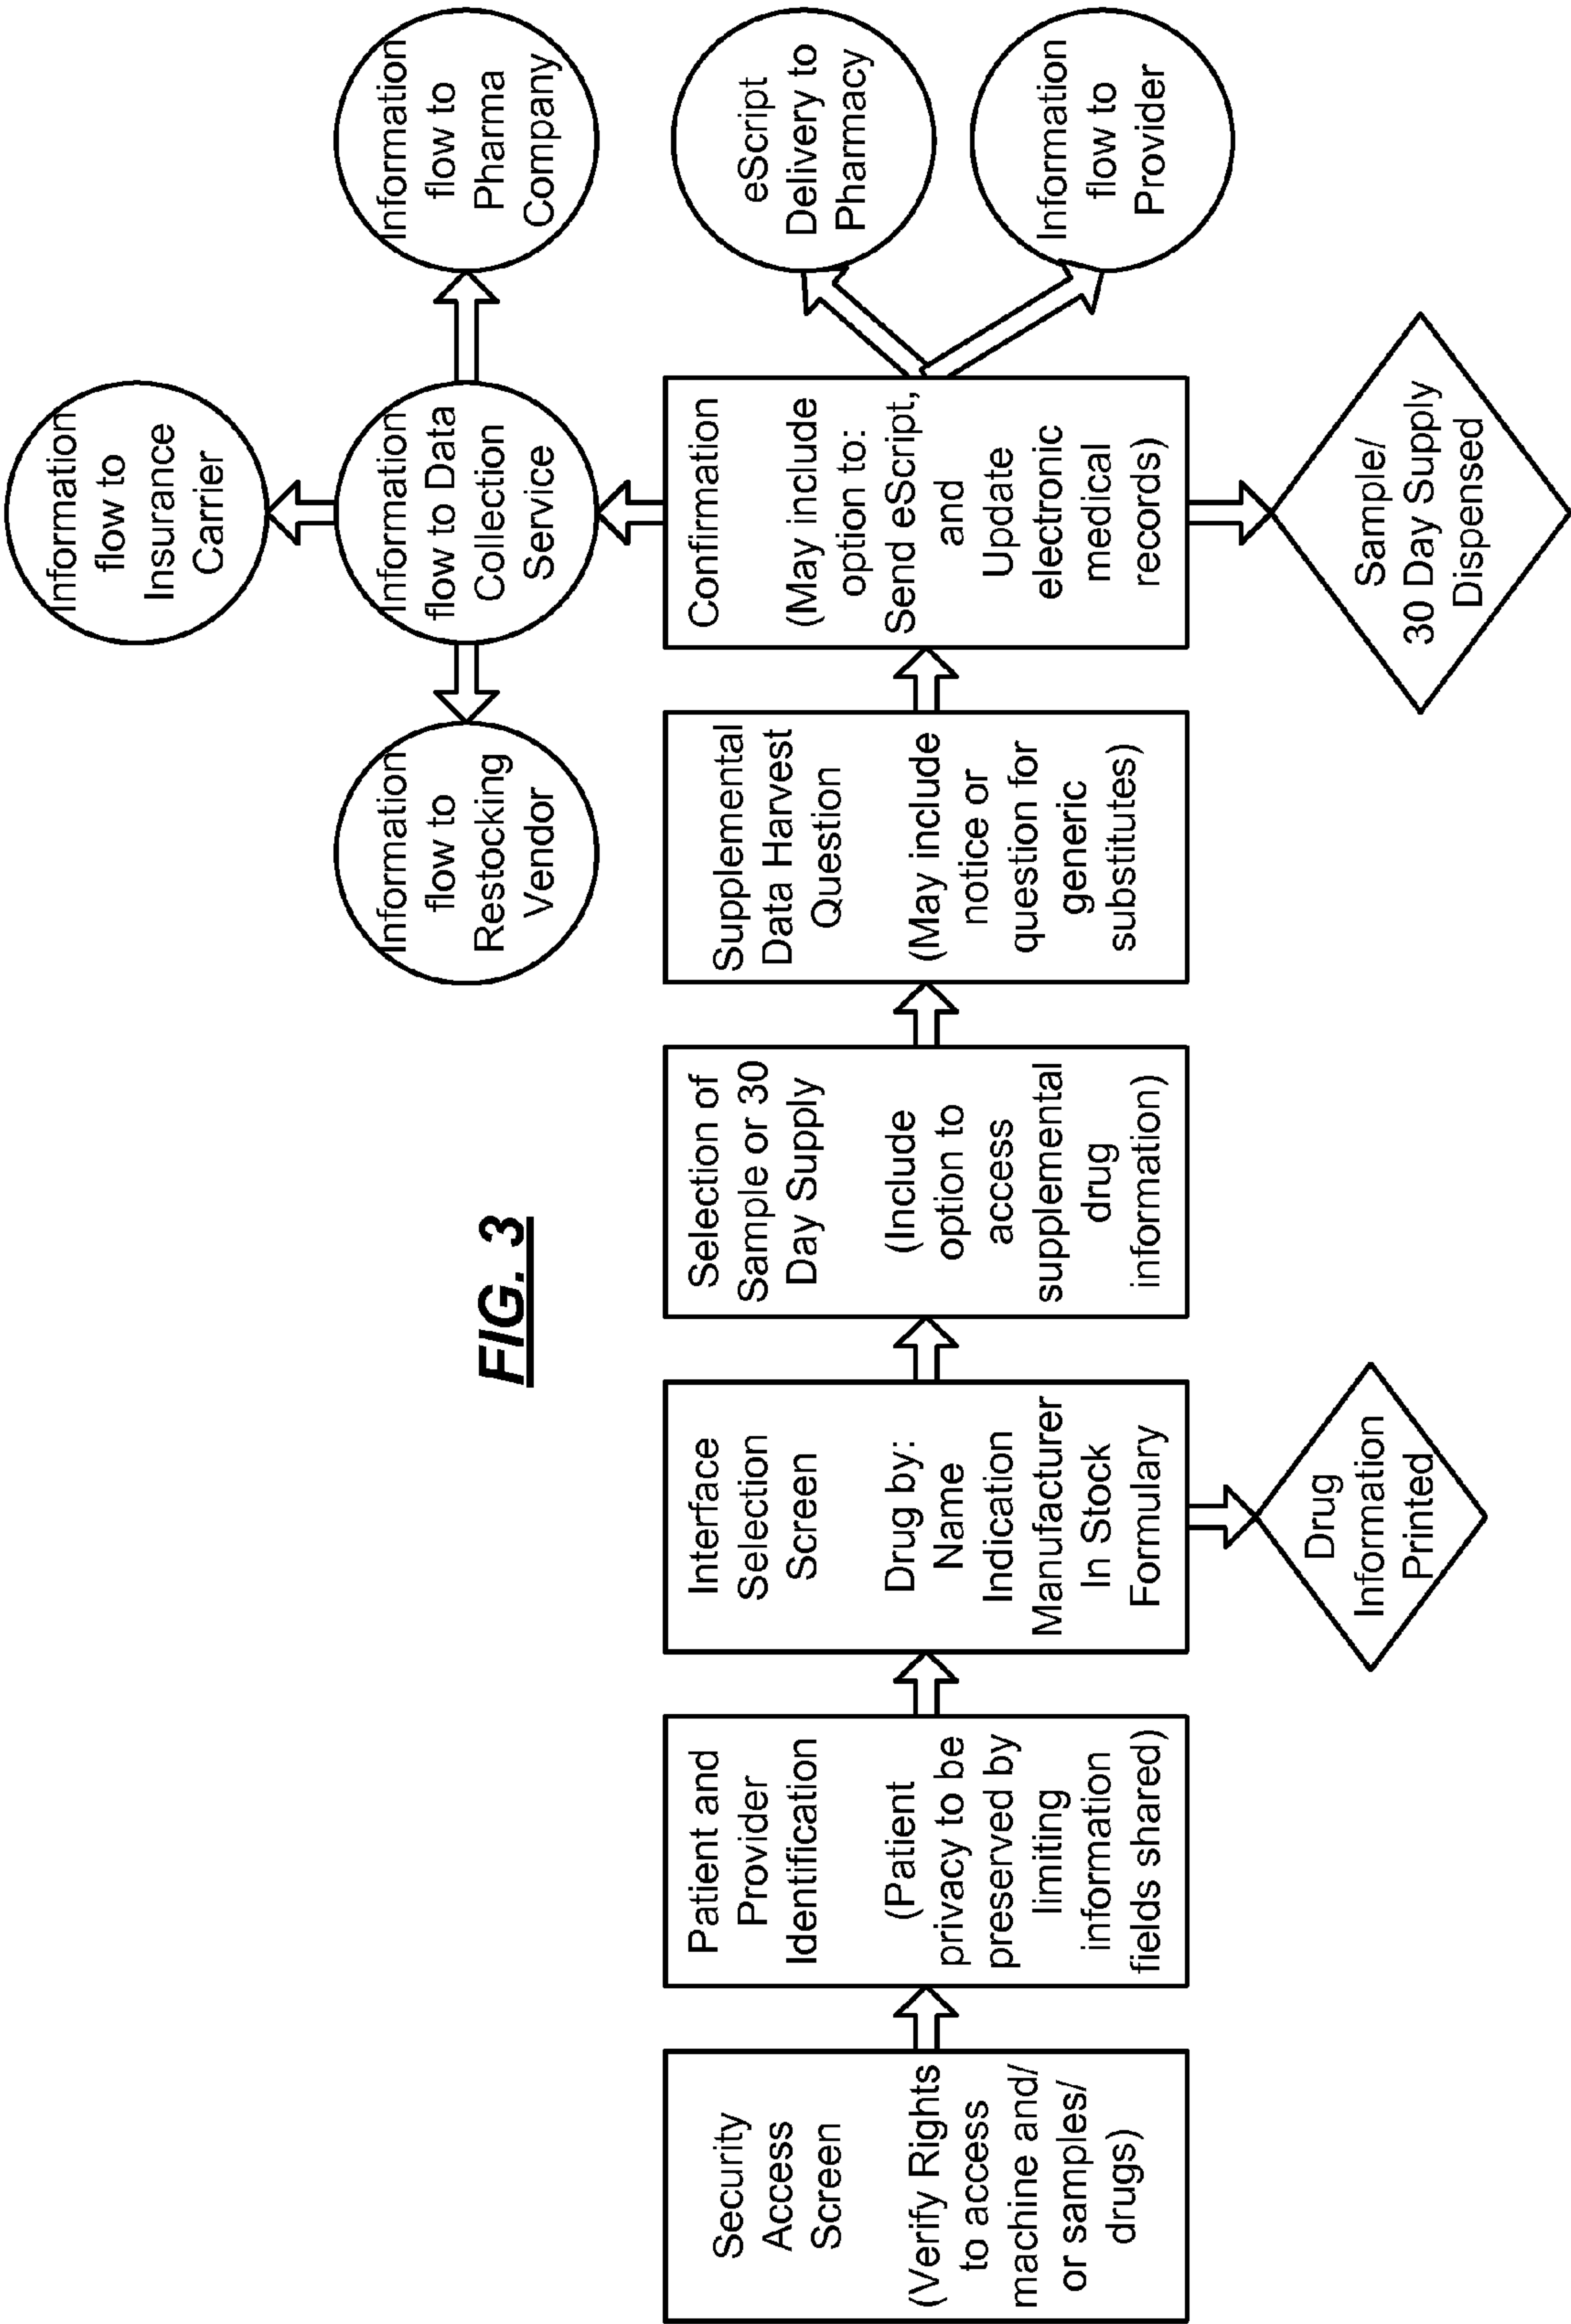 FIG. 3
Security
Access
Screen
(Verify Rights
to access
machine and/
or samples/
drugs)
Patient and
Provider
Identification
(Patient
privacy to be
preserved by
limiting
information
fields shared)
Interface
Selection
Screen
Drug by:
Name
Indication
Manufacturer
In Stock
Formulary
Drug
Information
Printed
Selection of
Sample or 30
Day Supply
(Include
option to
access
supplemental
drug
information)
Supplemental
Data Harvest
Question
(May include
notice or
question for
generic
substitutes)
Confirmation
(May include
option to:
Send eScript,
and
Update
electronic
medical
records)
Sample/
30 Day Supply
Dispensed
Information
flow to Data
Collection
Service
Information
flow to
Restocking
Vendor
Information
flow to
Insurance
Carrier
Information
flow to
Pharma
Company
eScript
Delivery to
Pharmacy
Information
flow to
Provider